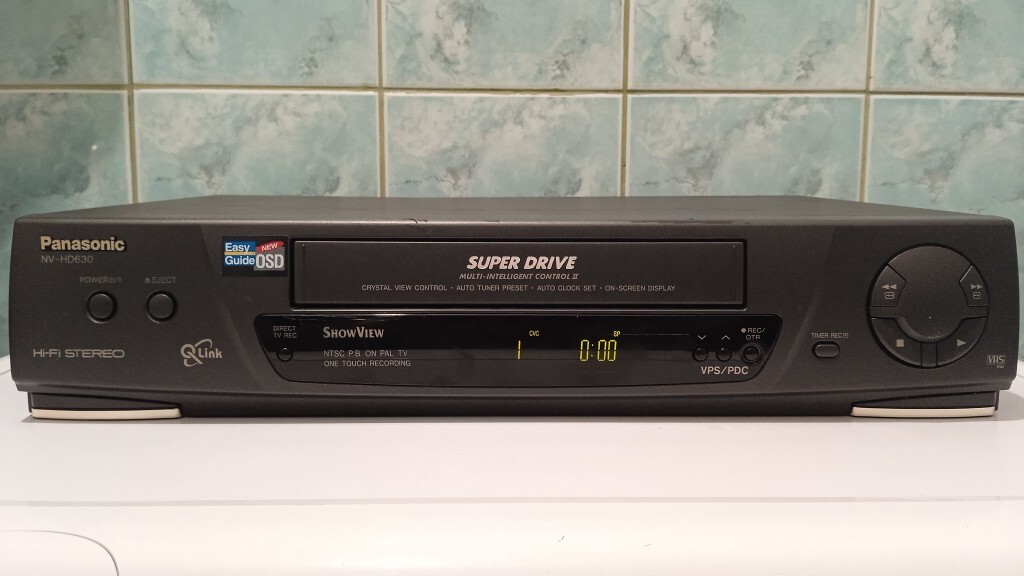 Panasonic
NV-HD630
POWER ⏻/I
⏏ EJECT
Hi-Fi STEREO
Q Link
Easy Guide
NEW
OSD
SUPER DRIVE
MULTI-INTELLIGENT CONTROL II
CRYSTAL VIEW CONTROL · AUTO TUNER PRESET · AUTO CLOCK SET · ON-SCREEN DISPLAY
DIRECT
TV REC
SHOWVIEW
NTSC P.B. ON PAL TV
ONE TOUCH RECORDING
CVC
1
SP
0:00
● REC/
OTR
VPS/PDC
TIMER REC
VHS
PAL